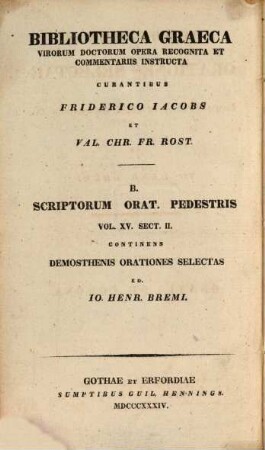 BIBLIOTHECA GRAECA
VIRORUM DOCTORUM OPERA RECOGNITA ET
COMMENTARIIS INSTRUCTA
CURANTIBUS
FRIDERICO IACOBS
ET
VAL. CHR. FR. ROST.
B.
SCRIPTORUM ORAT. PEDESTRIS
VOL. XV. SECT. II.
CONTINENS
DEMOSTHENIS ORATIONES SELECTAS
ED.
IO. HENR. BREMI.
GOTHAE ET ERFORDIAE
SUMPTIBUS GUIL. HENNINGS.
MDCCCXXXIV.